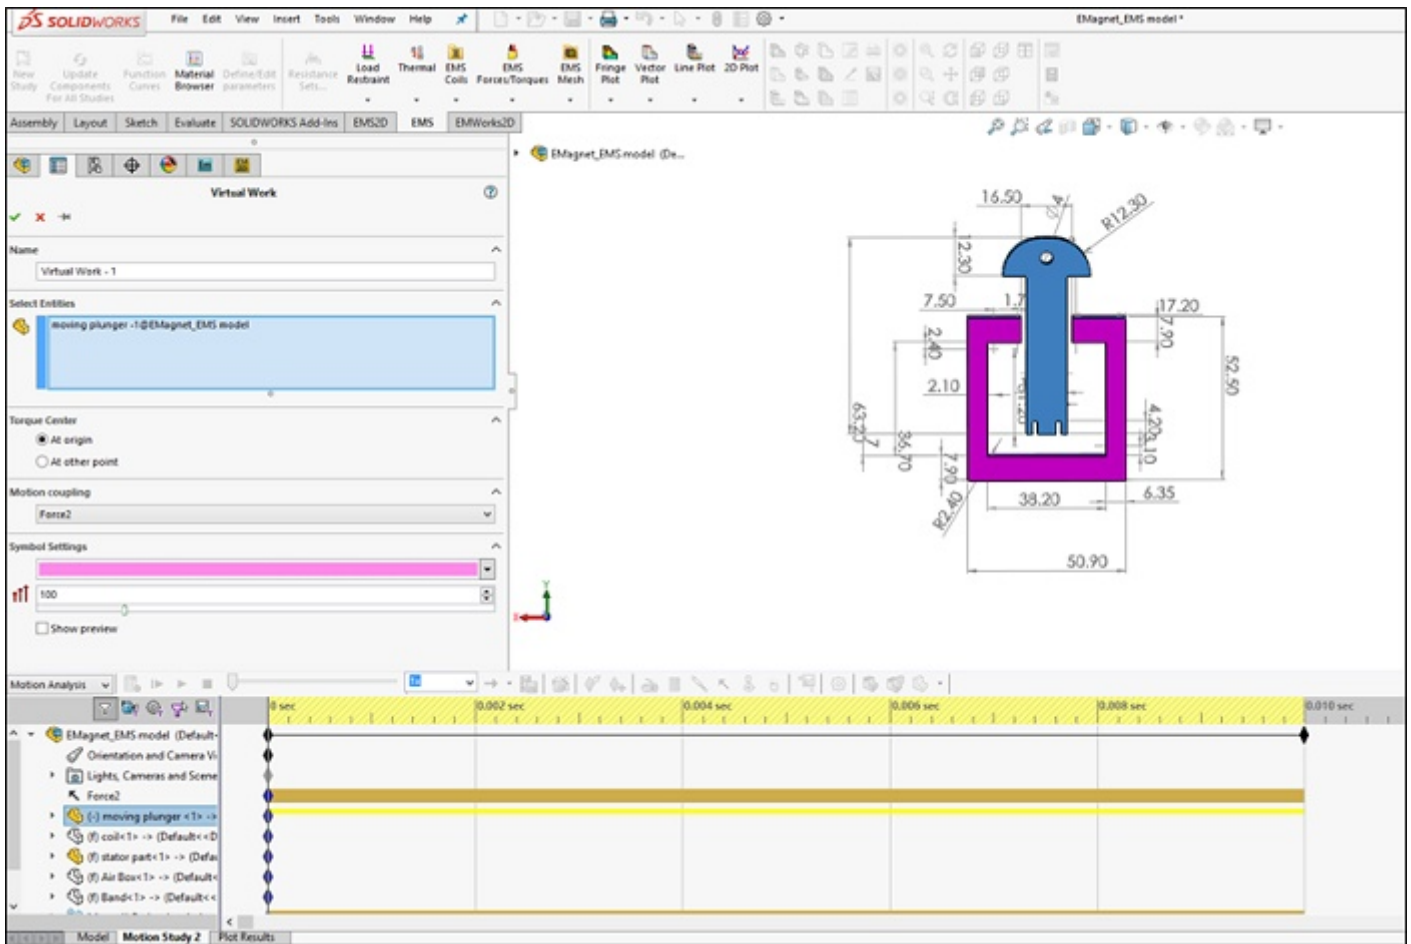 SOLIDWORKS File Edit View Insert Tools Window Help EMagnet_EMS model *
New Study Update Components For All Studies Function Curves Material Browser Define/Edit parameters Resistance Sets... Load Restraint Thermal EMS Coils EMS Forces/Torques EMS Mesh Fringe Plot Vector Plot Line Plot 2D Plot
Assembly Layout Sketch Evaluate SOLIDWORKS Add-Ins EMS2D EMS EMWorks2D
EMagnet_EMS model (De...
Virtual Work
Name
Virtual Work - 1
Select Entities
moving plunger -1@EMagnet_EMS model
Torque Center
At origin
At other point
Motion coupling
Force2
Symbol Settings
100
Show preview
16.50
R12.30
12.30
7.50
17.20
7.90
2.40
2.10
52.50
63.25
36.70
4.20
3.10
7.90
R2.40
38.20
6.35
50.90
Y
Motion Analysis
0 sec 0.002 sec 0.004 sec 0.006 sec 0.008 sec 0.010 sec
EMagnet_EMS model (Default-
Orientation and Camera Vi
Lights, Cameras and Scene
Force2
(-) moving plunger <1> ->
(f) coil<1> -> (Default<<D
(f) stator part<1> -> (Defau
(f) Air Box<1> -> (Default<
(f) Band<1> -> (Default<<
Model Motion Study 2 Plot Results